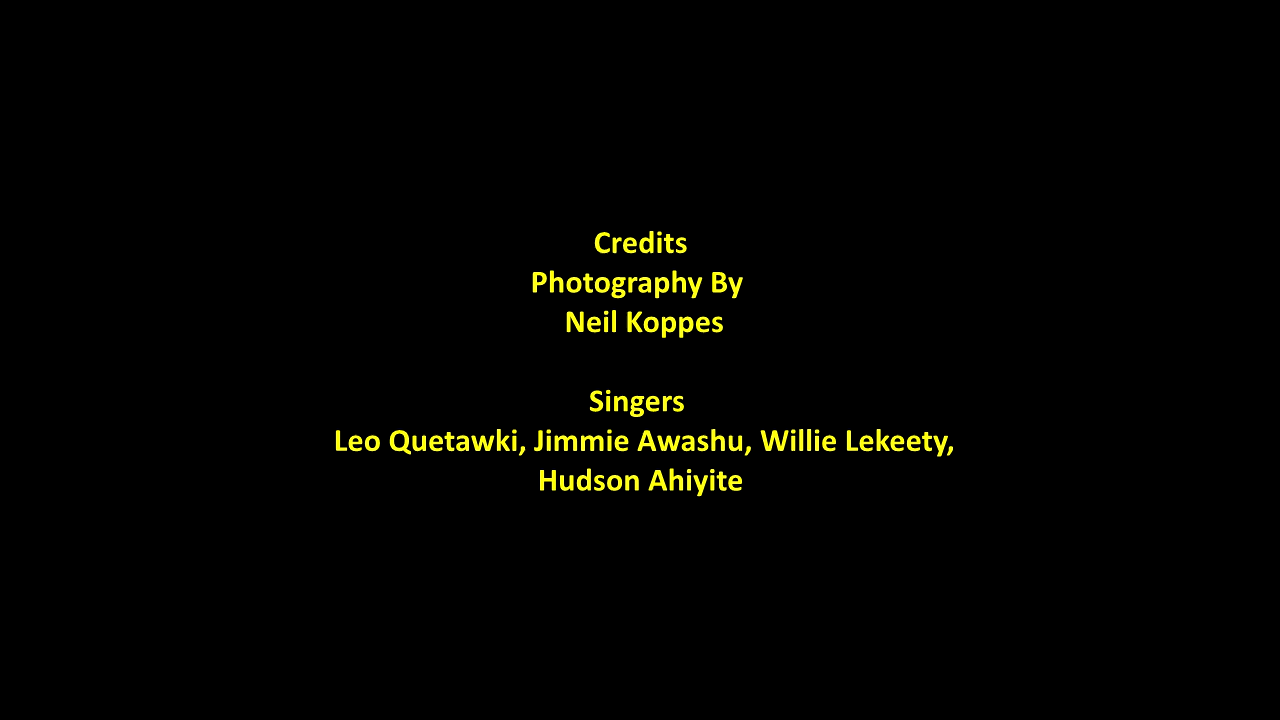 Credits
Photography By
Neil Koppes
Singers
Leo Quetawki, Jimmie Awashu, Willie Lekeety,
Hudson Ahiyite